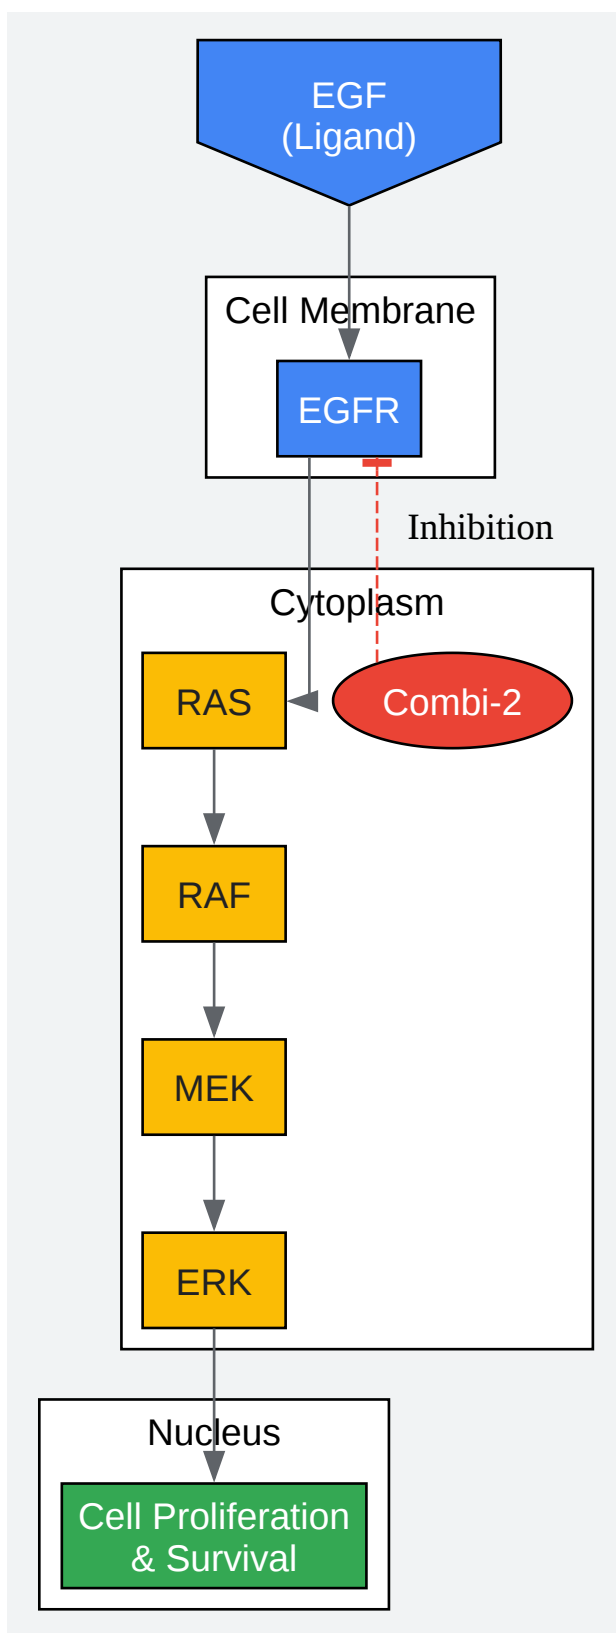 EGF
(Ligand)
Cell Membrane
EGFR
Inhibition
Cytoplasm
RAS
Combi-2
RAF
MEK
ERK
Nucleus
Cell Proliferation
& Survival